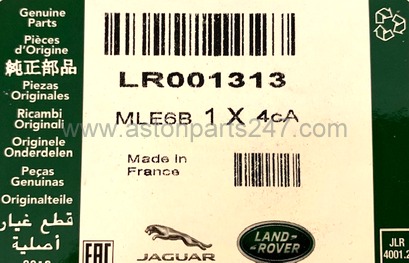 Genuine
Parts
Pièces
d'Origine
純正部品
Piezas
Originales
Ricambi
Originali
Originele
Onderdelen
Peças
Genuinas
Originalteile
قطع غيار
أصلية
LR001313
MLE6B 1 X 4cA
www.astonparts247.com
Made In
France
EAC
JAGUAR
LAND-
ROVER
JLR
4001.2